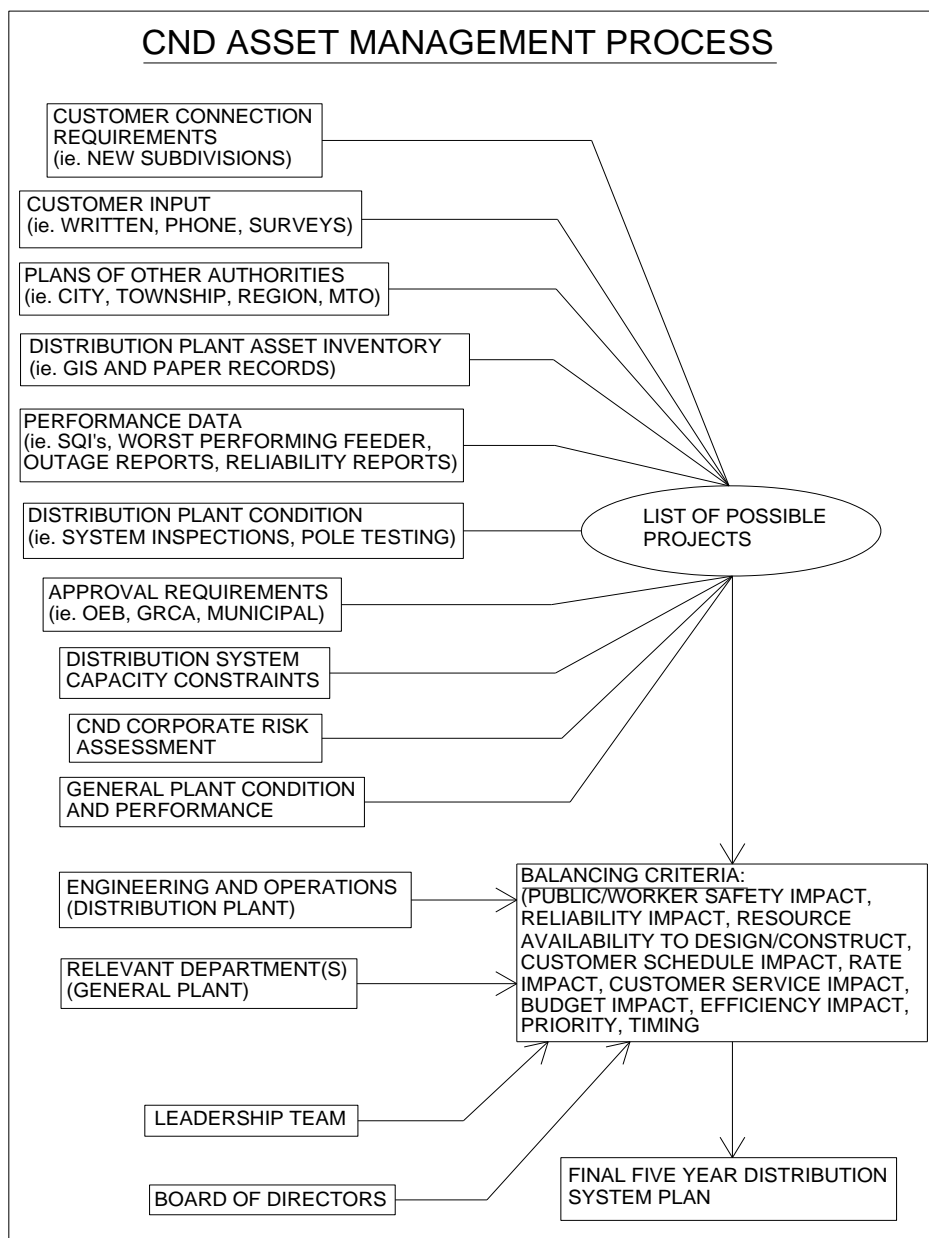 CND ASSET MANAGEMENT PROCESS
CUSTOMER CONNECTION
REQUIREMENTS
(ie. NEW SUBDIVISIONS)
CUSTOMER INPUT
(ie. WRITTEN, PHONE, SURVEYS)
PLANS OF OTHER AUTHORITIES
(ie. CITY, TOWNSHIP, REGION, MTO)
DISTRIBUTION PLANT ASSET INVENTORY
(ie. GIS AND PAPER RECORDS)
PERFORMANCE DATA
(ie. SQI's, WORST PERFORMING FEEDER,
OUTAGE REPORTS, RELIABILITY REPORTS)
DISTRIBUTION PLANT CONDITION
(ie. SYSTEM INSPECTIONS, POLE TESTING)
LIST OF POSSIBLE
PROJECTS
APPROVAL REQUIREMENTS
(ie. OEB, GRCA, MUNICIPAL)
DISTRIBUTION SYSTEM
CAPACITY CONSTRAINTS
CND CORPORATE RISK
ASSESSMENT
GENERAL PLANT CONDITION
AND PERFORMANCE
ENGINEERING AND OPERATIONS
(DISTRIBUTION PLANT)
RELEVANT DEPARTMENT(S)
(GENERAL PLANT)
BALANCING CRITERIA:
(PUBLIC/WORKER SAFETY IMPACT,
RELIABILITY IMPACT, RESOURCE
AVAILABILITY TO DESIGN/CONSTRUCT,
CUSTOMER SCHEDULE IMPACT, RATE
IMPACT, CUSTOMER SERVICE IMPACT,
BUDGET IMPACT, EFFICIENCY IMPACT,
PRIORITY, TIMING
LEADERSHIP TEAM
BOARD OF DIRECTORS
FINAL FIVE YEAR DISTRIBUTION
SYSTEM PLAN